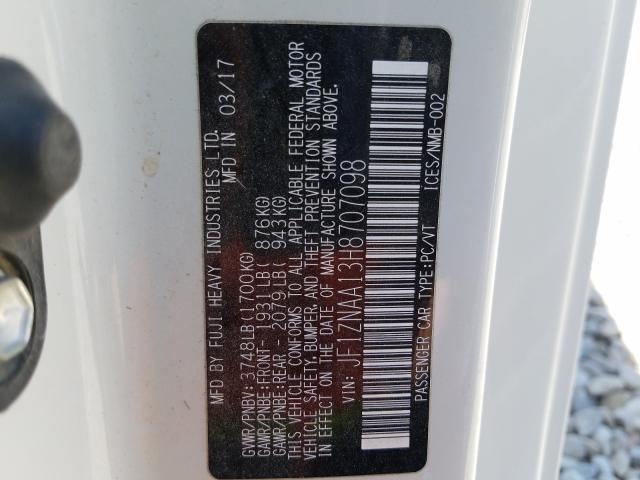 MFD BY FUJI HEAVY INDUSTRIES LTD.
MFD IN 03/17
GVWR/PNBV: 3748LB(1700KG)
GAWR/PNBE:FRONT- 1931LB( 876KG)
GAWR/PNBE:REAR - 2079LB( 943KG)
THIS VEHICLE CONFORMS TO ALL APPLICABLE FEDERAL MOTOR
VEHICLE SAFETY,BUMPER,AND THEFT PREVENTION STANDARDS
IN EFFECT ON THE DATE OF MANUFACTURE SHOWN ABOVE.
VIN: JF1ZNAA13H8707098
PASSENGER CAR TYPE:PC/VT ICES/NMB-002